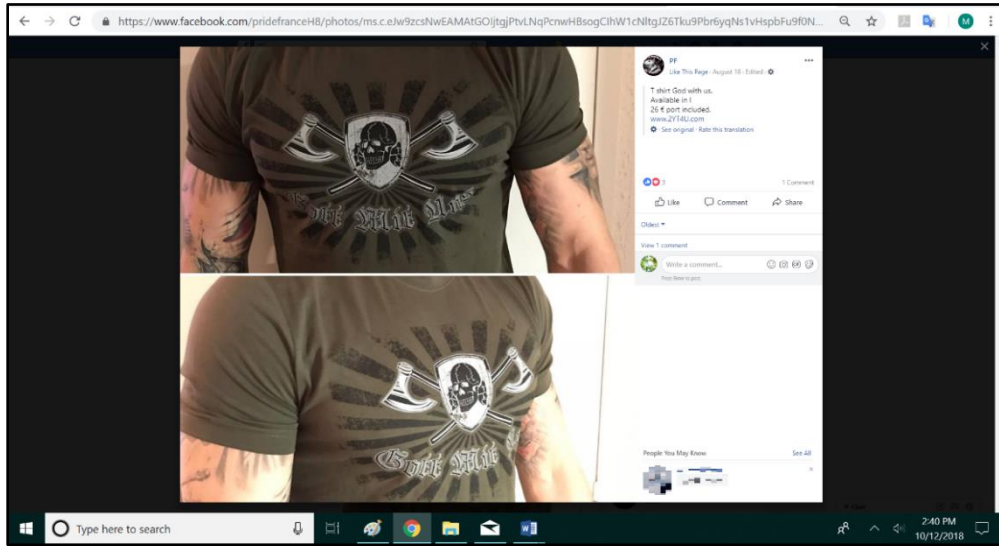 https://www.facebook.com/pridefranceH8/photos/
PF
Like This Page · August 18 · Edited ·
T shirt God with us.
Available in l
26 € port included.
www.2YT4U.com
· See original · Rate this translation
3
1 Comment
Like Comment Share
Oldest
View 1 comment
Write a comment...
Press Enter to post.
Gott Mit Uns
Gott Mit
People You May Know
See All
Type here to search
2:40 PM
10/12/2018